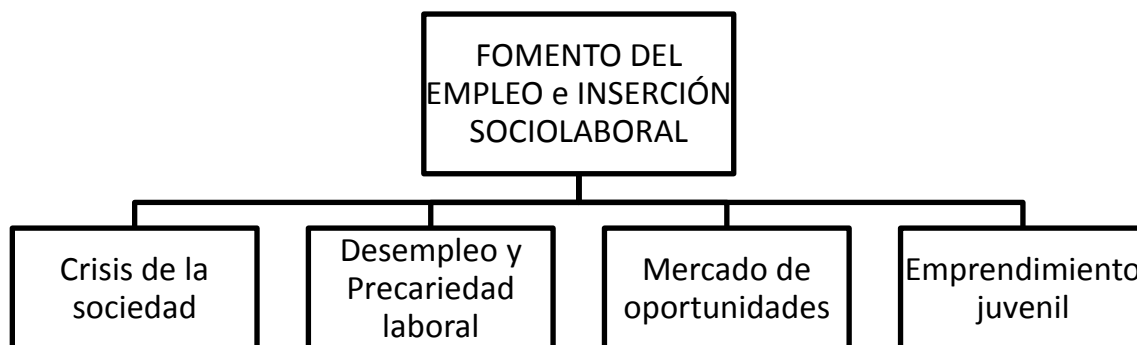 FOMENTO DEL
EMPLEO e INSERCIÓN
SOCIOLABORAL
Crisis de la
sociedad
Desempleo y
Precariedad
laboral
Mercado de
oportunidades
Emprendimiento
juvenil